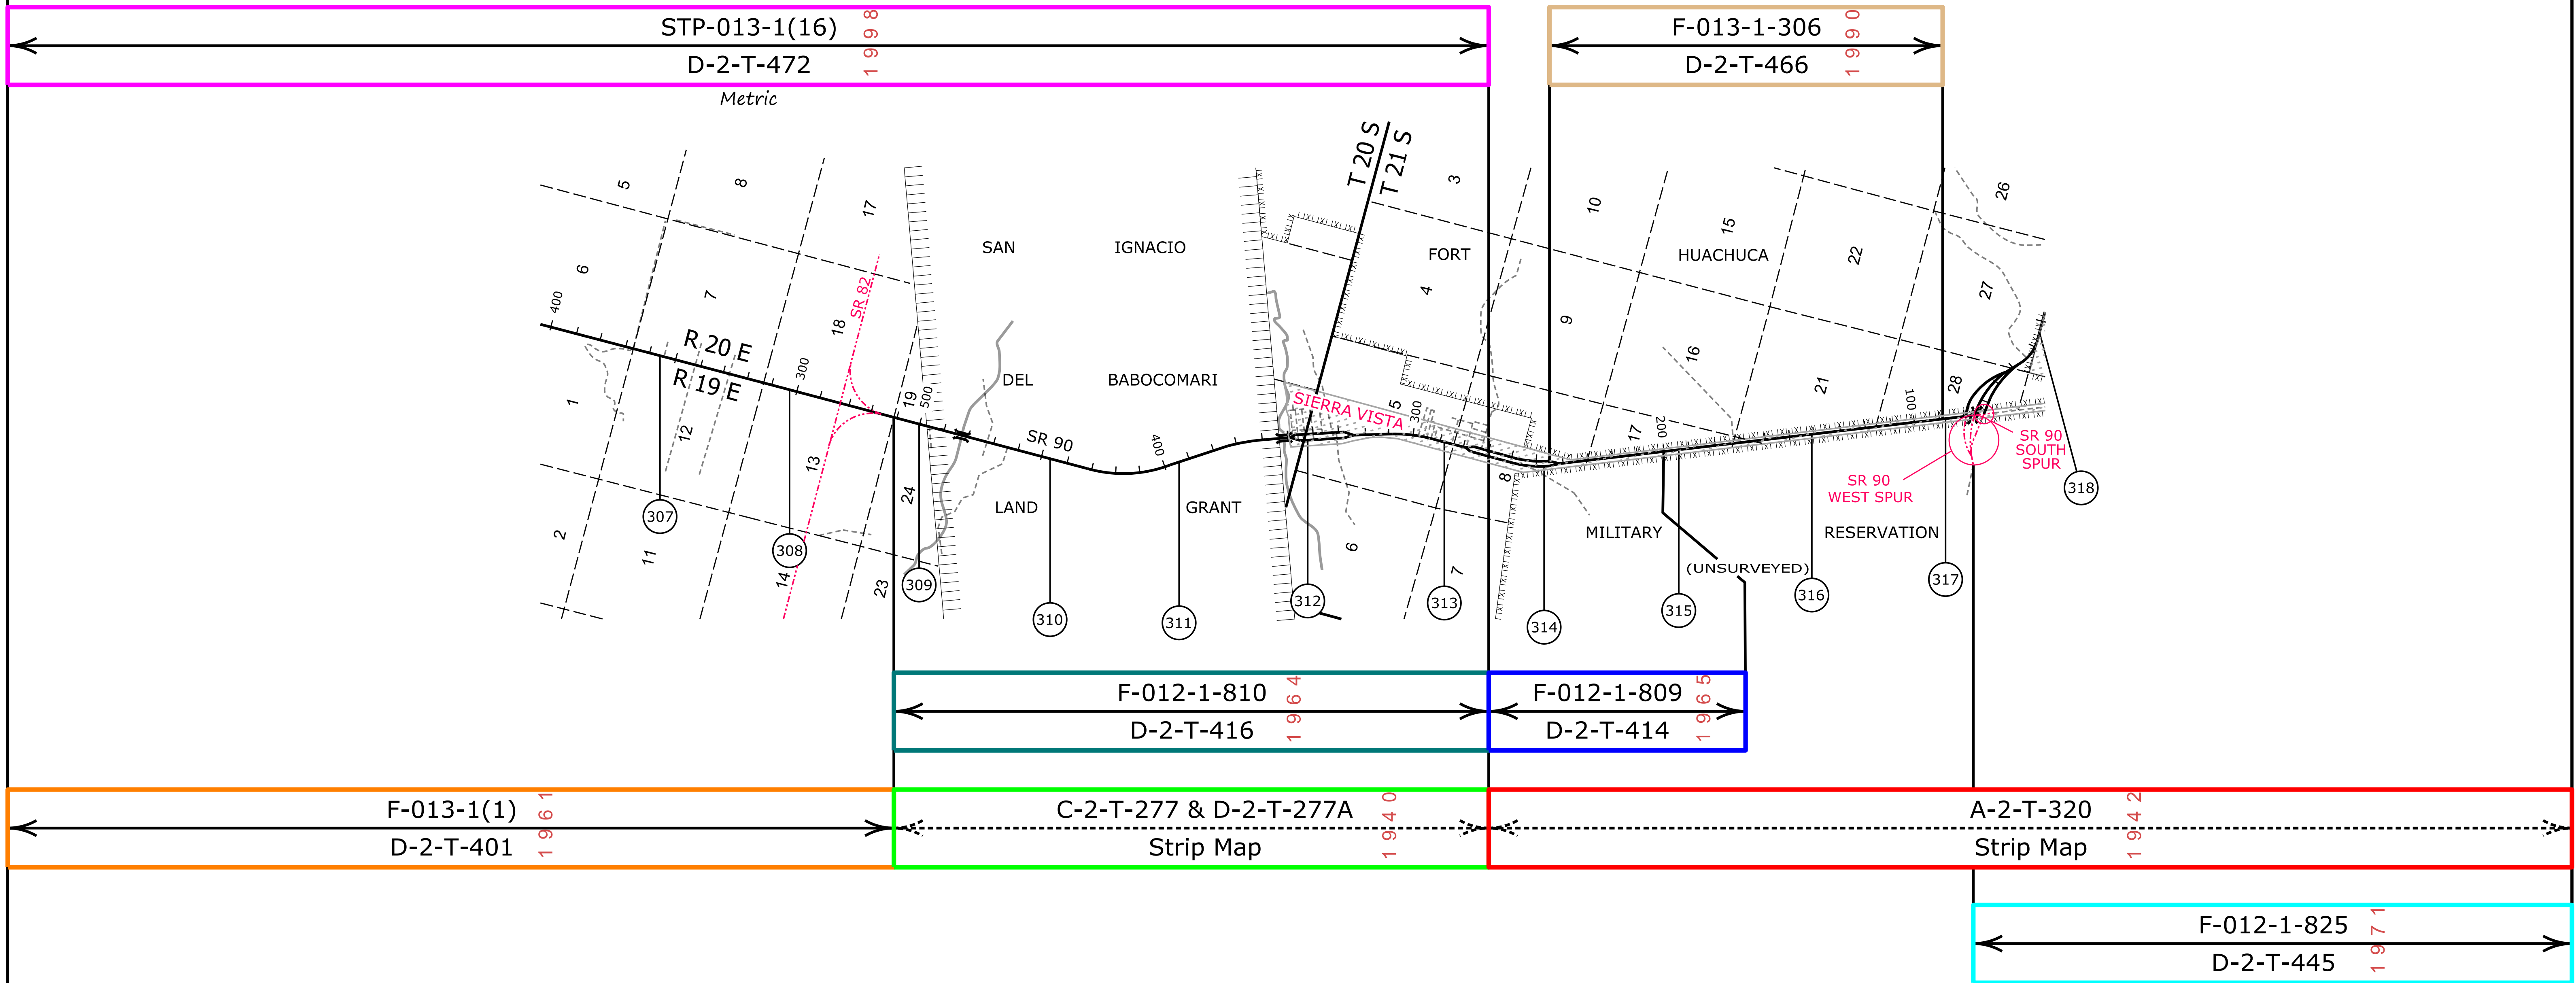 STP-013-1(16)
1998
D-2-T-472
Metric
F-013-1-306
1990
D-2-T-466
T 20 S
T 21 S
5
8
17
3
10
15
26
SAN
IGNACIO
FORT
HUACHUCA
22
6
7
18
SR 82
4
9
27
400
R 20 E
R 19 E
300
16
1
12
13
19
500
DEL
BABOCOMARI
SIERRA VISTA
5
300
21
100
28
SR 90
400
17
200
SR 90
SOUTH
SPUR
2
11
14
24
23
LAND
GRANT
6
7
8
MILITARY
RESERVATION
SR 90
WEST SPUR
(UNSURVEYED)
307
308
309
310
311
312
313
314
315
316
317
318
F-012-1-810
1964
D-2-T-416
F-012-1-809
1965
D-2-T-414
F-013-1(1)
1961
D-2-T-401
C-2-T-277 & D-2-T-277A
1940
Strip Map
A-2-T-320
1942
Strip Map
F-012-1-825
1971
D-2-T-445